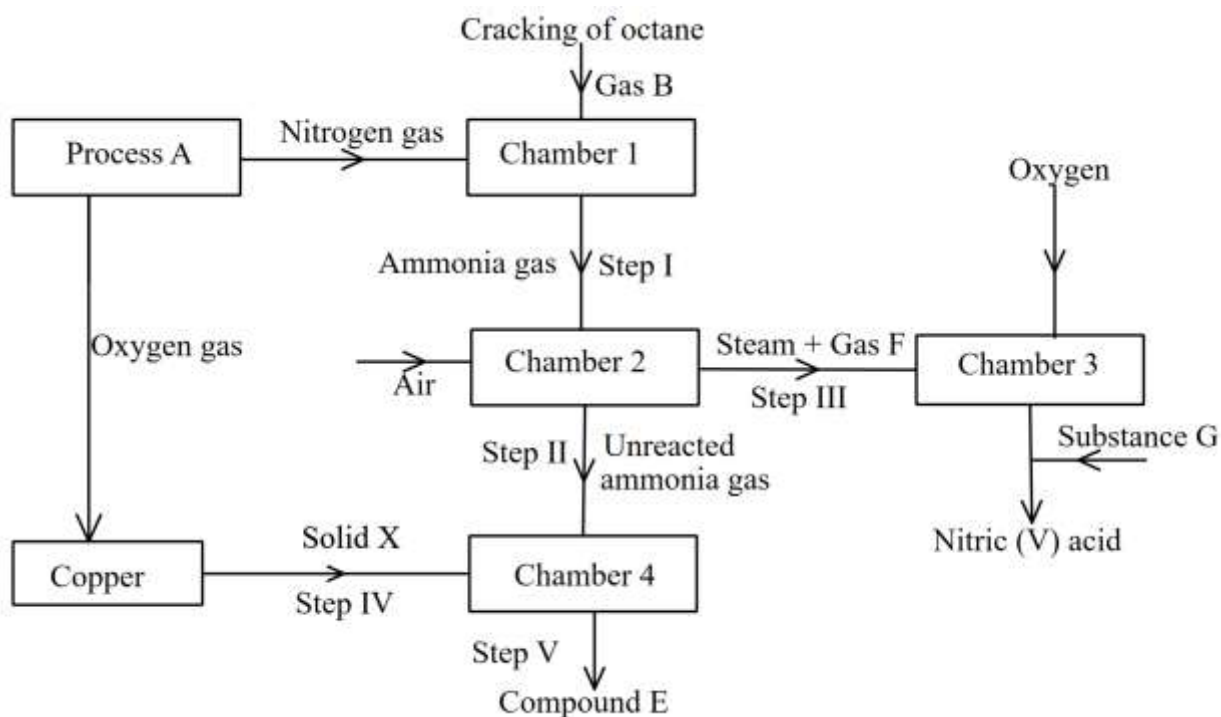 Cracking of octane
Gas B
Process A
Nitrogen gas
Chamber 1
Oxygen
Ammonia gas
Step I
Oxygen gas
Air
Chamber 2
Steam + Gas F
Step III
Chamber 3
Step II
Unreacted
ammonia gas
Substance G
Nitric (V) acid
Copper
Solid X
Step IV
Chamber 4
Step V
Compound E